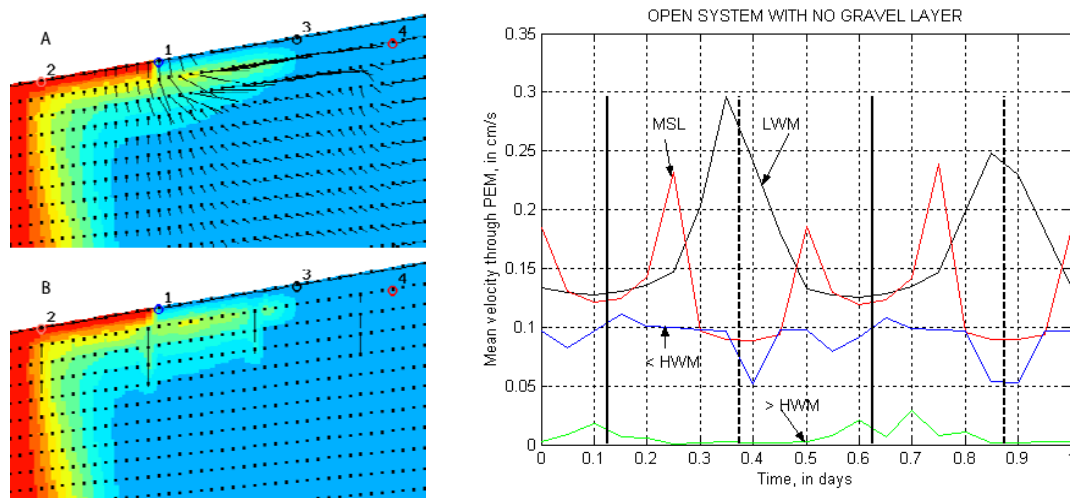 A
1
2
3
4
B
1
2
3
4
OPEN SYSTEM WITH NO GRAVEL LAYER
Mean velocity through PEM, in cm/s
0.35
0.3
0.25
0.2
0.15
0.1
0.05
0
MSL
LWM
< HWM
> HWM
0 0.1 0.2 0.3 0.4 0.5 0.6 0.7 0.8 0.9 1
Time, in days